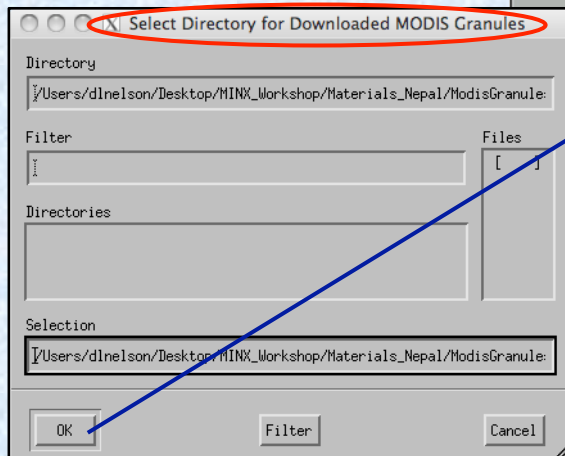 Select Directory for Downloaded MODIS Granules
Directory
/Users/dlnelson/Desktop/MINX_Workshop/Materials_Nepal/ModisGranule
Filter
Files
[ ]
Directories
Selection
/Users/dlnelson/Desktop/MINX_Workshop/Materials_Nepal/ModisGranule
OK Filter Cancel